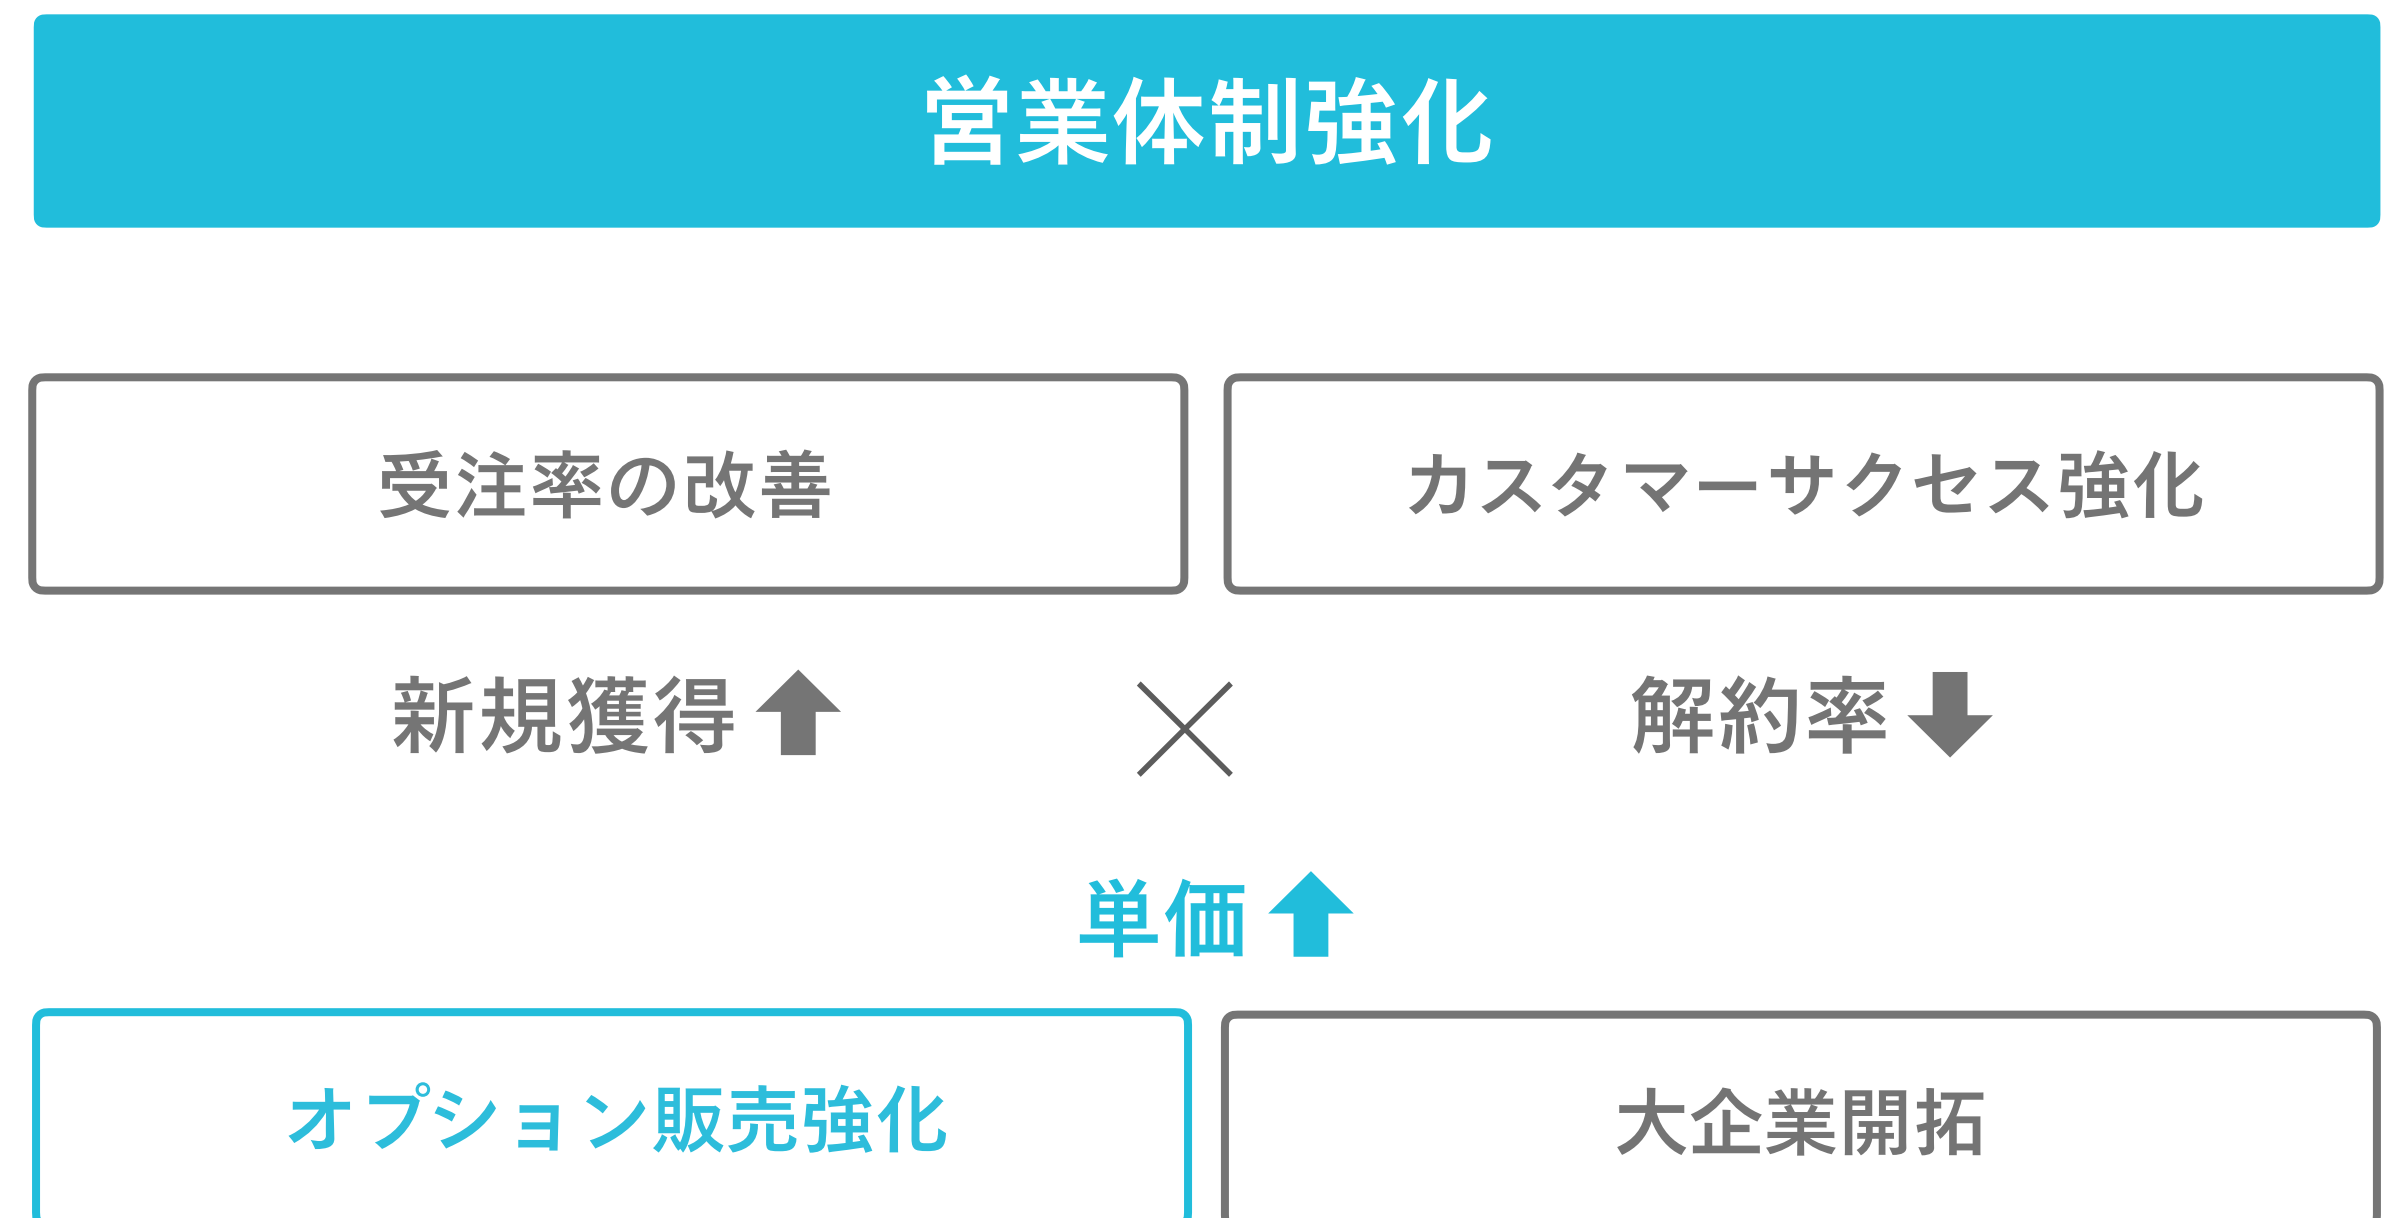 営業体制強化
受注率の改善
カスタマーサクセス強化
新規獲得
解約率
単価
オプション販売強化
大企業開拓